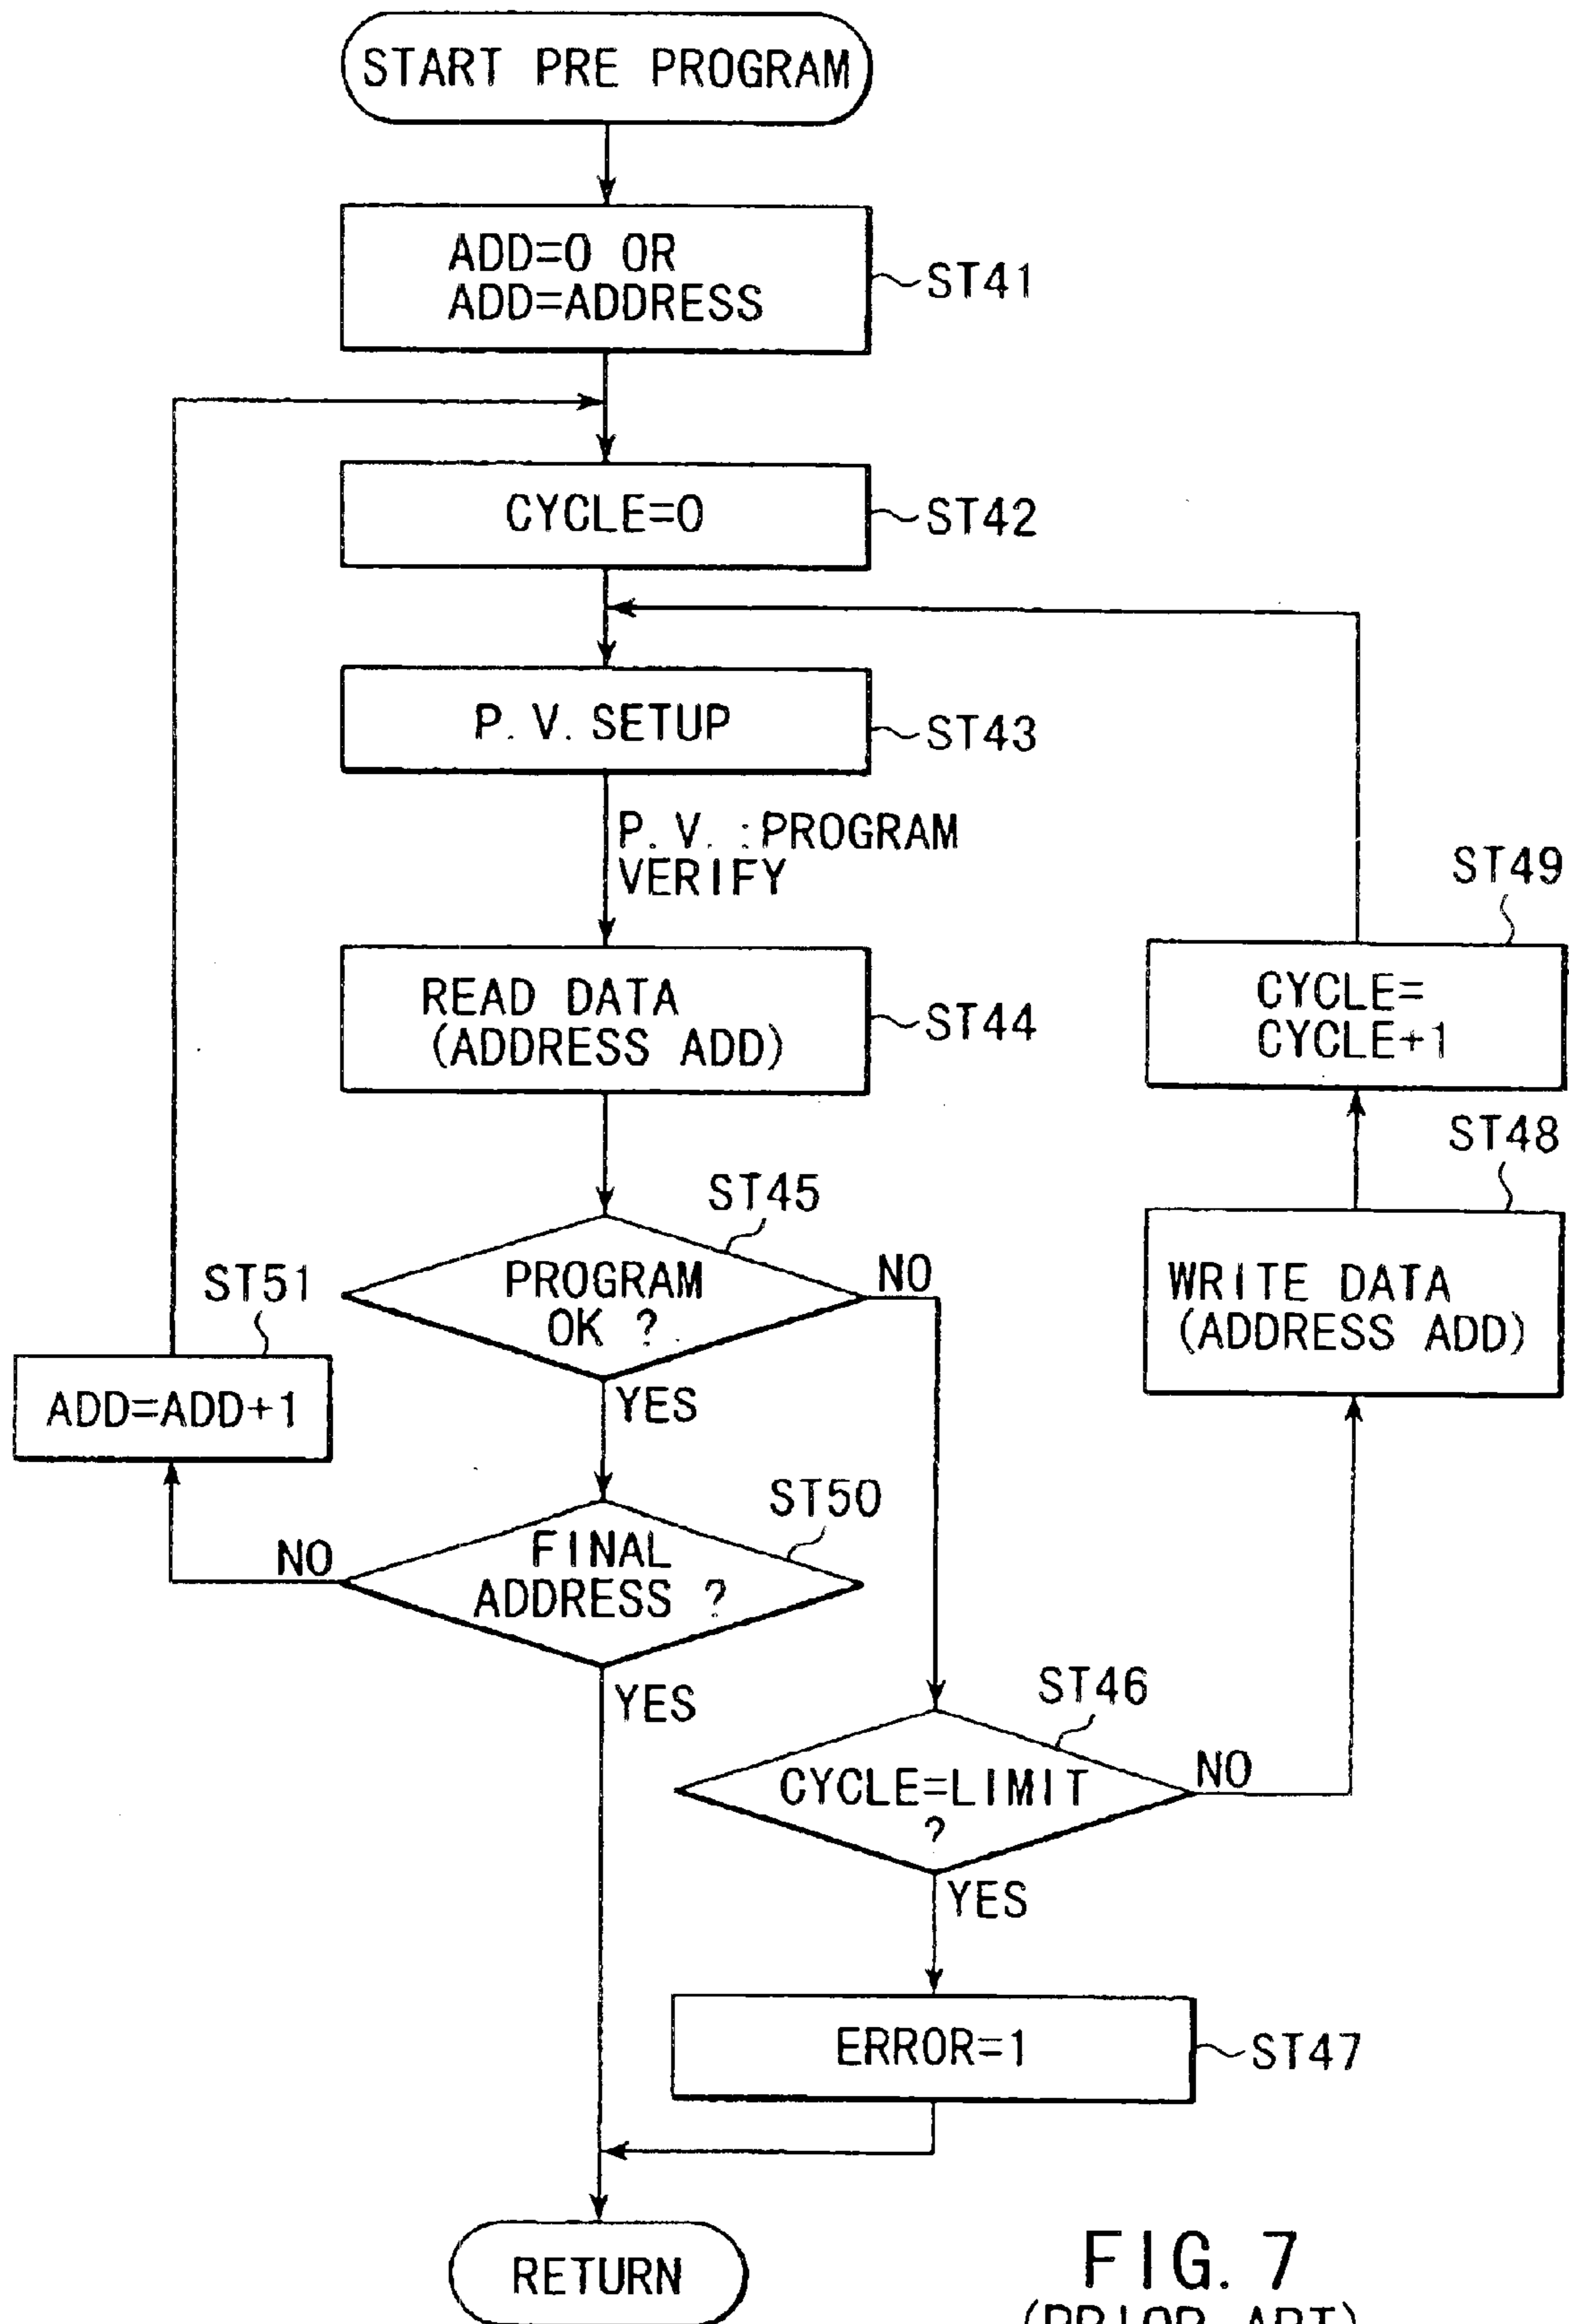 START PRE PROGRAM
ADD=0 OR
ADD=ADDRESS
ST41
CYCLE=0
ST42
P. V. SETUP
ST43
P. V. :PROGRAM
VERIFY
READ DATA
(ADDRESS ADD)
ST44
ST49
CYCLE=
CYCLE+1
ST48
WRITE DATA
(ADDRESS ADD)
ST45
PROGRAM
OK ?
NO
YES
ST51
ADD=ADD+1
ST50
FINAL
ADDRESS ?
NO
YES
ST46
CYCLE=LIMIT
?
NO
YES
ERROR=1
ST47
RETURN
FIG. 7
(PRIOR ART)